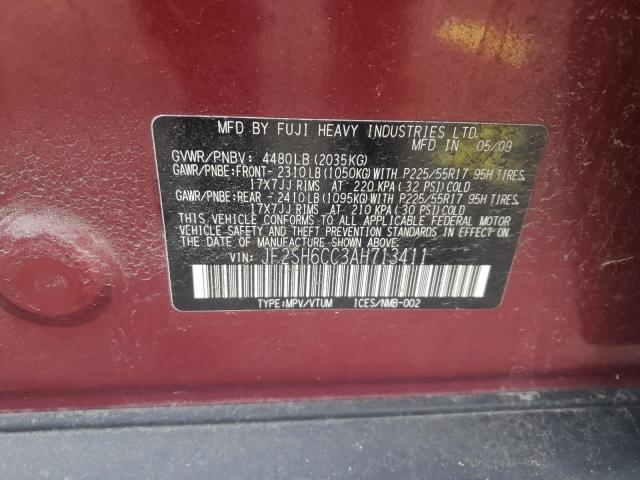 MFD BY FUJI HEAVY INDUSTRIES LTD.
MFD IN 05/09
GVWR/PNBV: 4480LB (2035KG)
GAWR/PNBE:FRONT- 2310LB (1050KG) WITH P225/55R17 95H TIRES.
17X7JJ RIMS AT 220 KPA (32 PSI) COLD
GAWR/PNBE:REAR - 2410LB (1095KG) WITH P225/55R17 95H TIRES.
17X7JJ RIMS AT 210 KPA (30 PSI) COLD
THIS VEHICLE CONFORMS TO ALL APPLICABLE FEDERAL MOTOR
VEHICLE SAFETY AND THEFT PREVENTION STANDARDS IN EFFECT ON
THE DATE OF MANUFACTURE SHOWN ABOVE.
VIN: JF2SH6CC3AH713411
TYPE:MPV/VTUM ICES/NMB-002